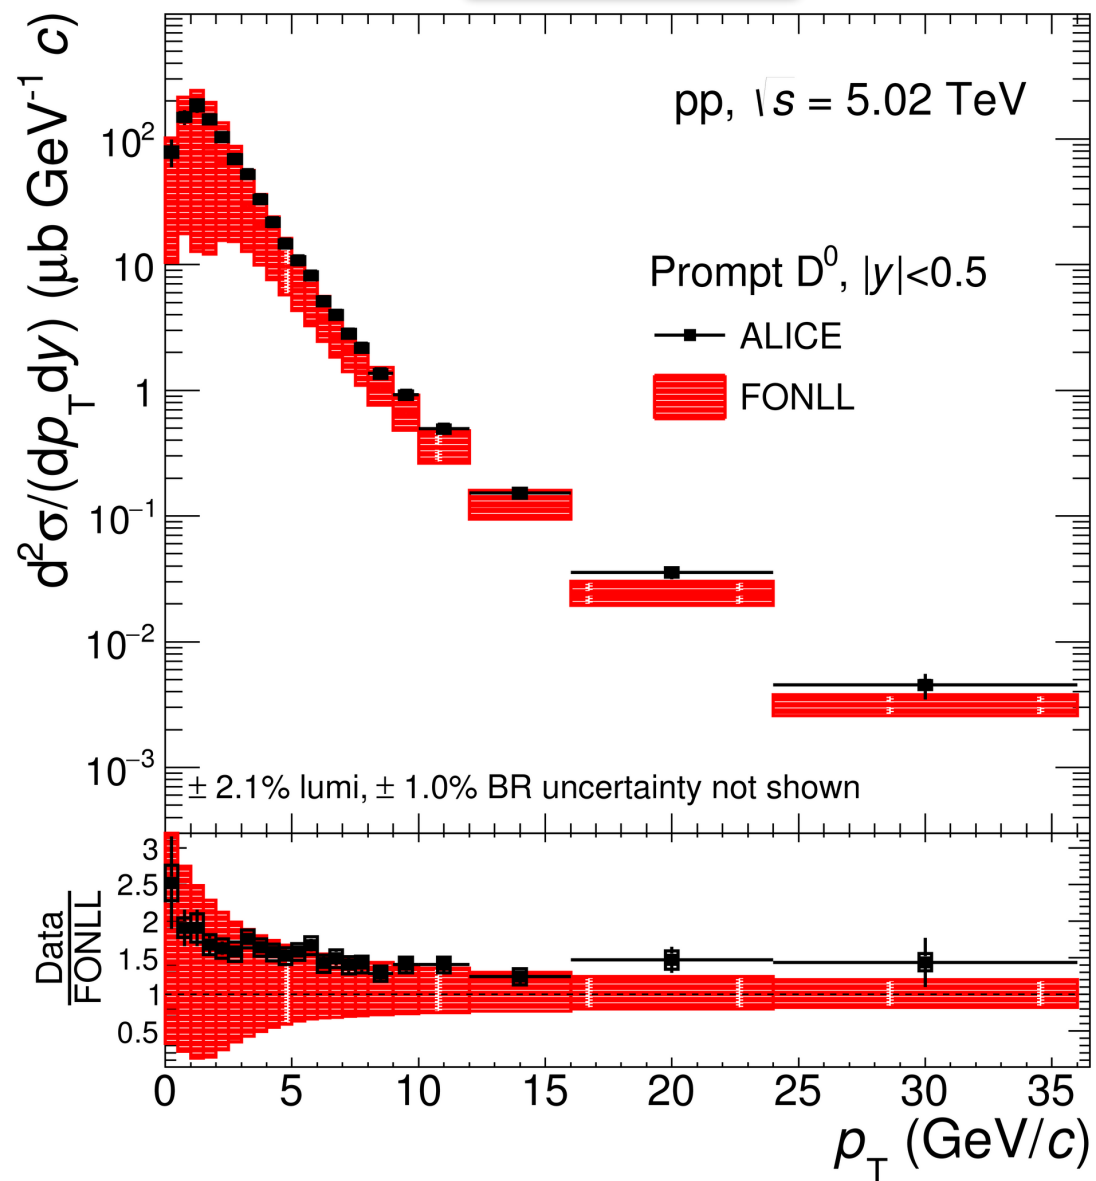 d²σ/(dp_T dy) (μb GeV⁻¹ c)
10²
10
1
10⁻¹
10⁻²
10⁻³
pp, √s = 5.02 TeV
Prompt D⁰, |y|<0.5
ALICE
FONLL
± 2.1% lumi, ± 1.0% BR uncertainty not shown
Data
FONLL
3
2.5
2
1.5
1
0.5
0 5 10 15 20 25 30 35
p_T (GeV/c)